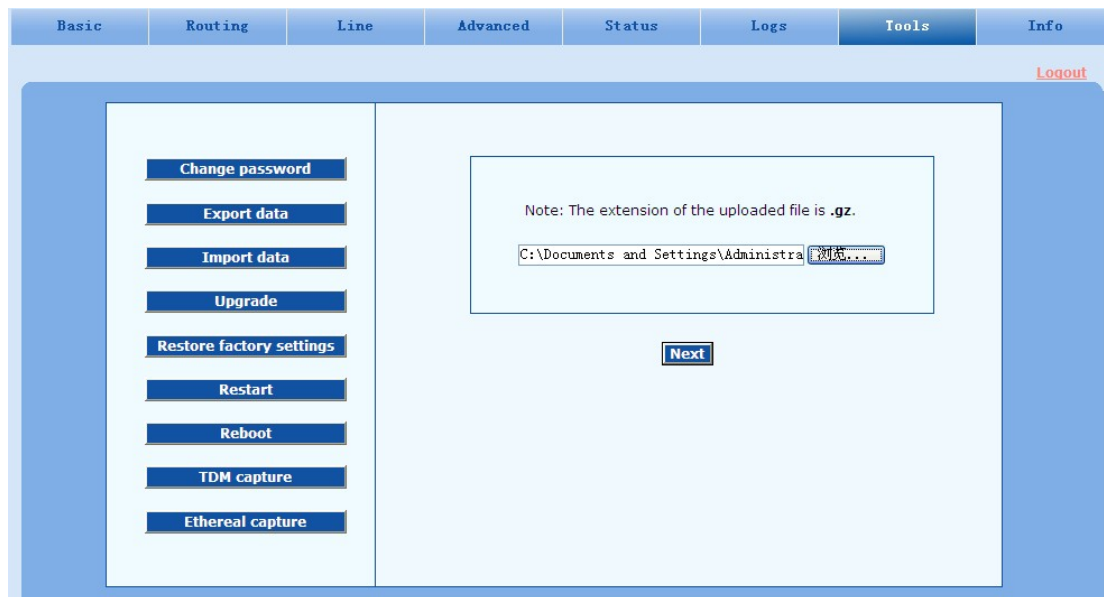 Basic Routing Line Advanced Status Logs Tools Info
Logout
Change password
Export data
Import data
Upgrade
Restore factory settings
Restart
Reboot
TDM capture
Ethereal capture
Note: The extension of the uploaded file is .gz.
C:\Documents and Settings\Administra 浏览...
Next